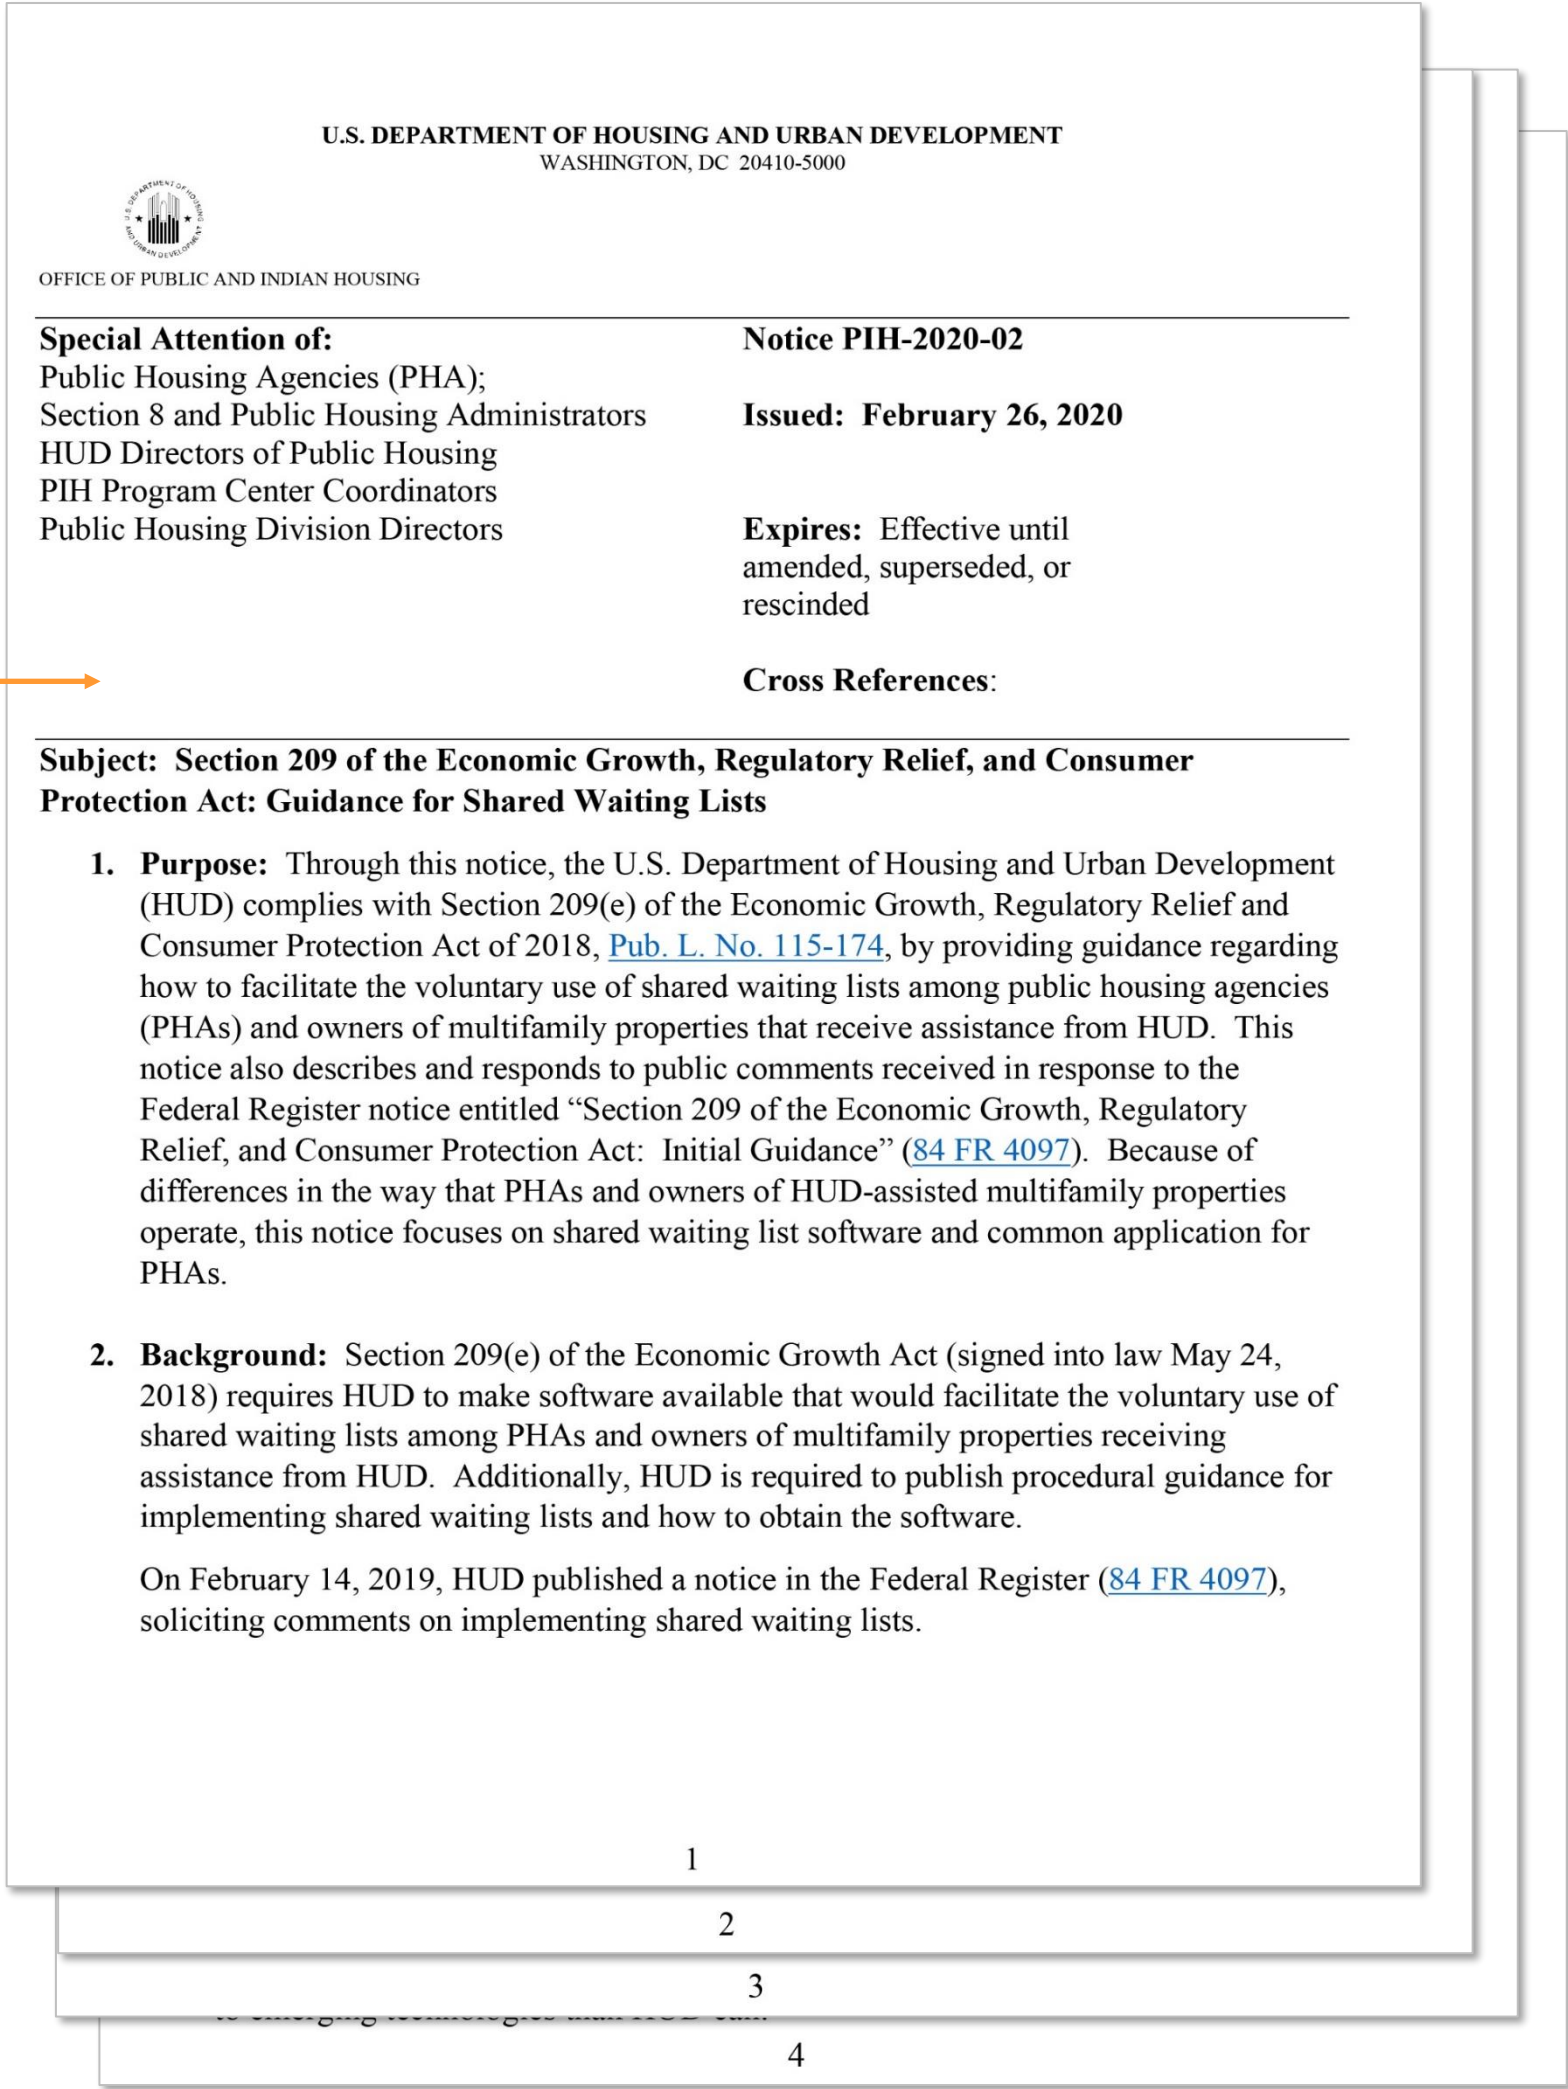 U.S. DEPARTMENT OF HOUSING AND URBAN DEVELOPMENT
WASHINGTON, DC 20410-5000
U.S. DEPARTMENT OF HOUSING AND URBAN DEVELOPMENT
OFFICE OF PUBLIC AND INDIAN HOUSING
Special Attention of:
Public Housing Agencies (PHA);
Section 8 and Public Housing Administrators
HUD Directors of Public Housing
PIH Program Center Coordinators
Public Housing Division Directors
Notice PIH-2020-02
Issued: February 26, 2020
Expires: Effective until
amended, superseded, or
rescinded
Cross References:
Subject: Section 209 of the Economic Growth, Regulatory Relief, and Consumer
Protection Act: Guidance for Shared Waiting Lists
1. Purpose: Through this notice, the U.S. Department of Housing and Urban Development
(HUD) complies with Section 209(e) of the Economic Growth, Regulatory Relief and
Consumer Protection Act of 2018, Pub. L. No. 115-174, by providing guidance regarding
how to facilitate the voluntary use of shared waiting lists among public housing agencies
(PHAs) and owners of multifamily properties that receive assistance from HUD. This
notice also describes and responds to public comments received in response to the
Federal Register notice entitled “Section 209 of the Economic Growth, Regulatory
Relief, and Consumer Protection Act: Initial Guidance” (84 FR 4097). Because of
differences in the way that PHAs and owners of HUD-assisted multifamily properties
operate, this notice focuses on shared waiting list software and common application for
PHAs.
2. Background: Section 209(e) of the Economic Growth Act (signed into law May 24,
2018) requires HUD to make software available that would facilitate the voluntary use of
shared waiting lists among PHAs and owners of multifamily properties receiving
assistance from HUD. Additionally, HUD is required to publish procedural guidance for
implementing shared waiting lists and how to obtain the software.
On February 14, 2019, HUD published a notice in the Federal Register (84 FR 4097),
soliciting comments on implementing shared waiting lists.
1
2
3
4